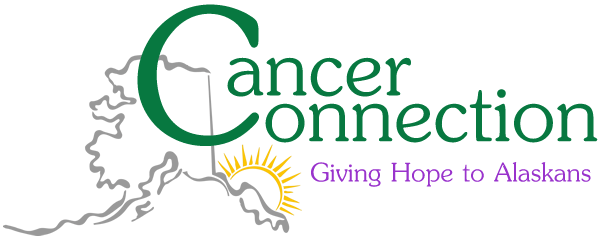 Cancer
Connection
Giving Hope to Alaskans